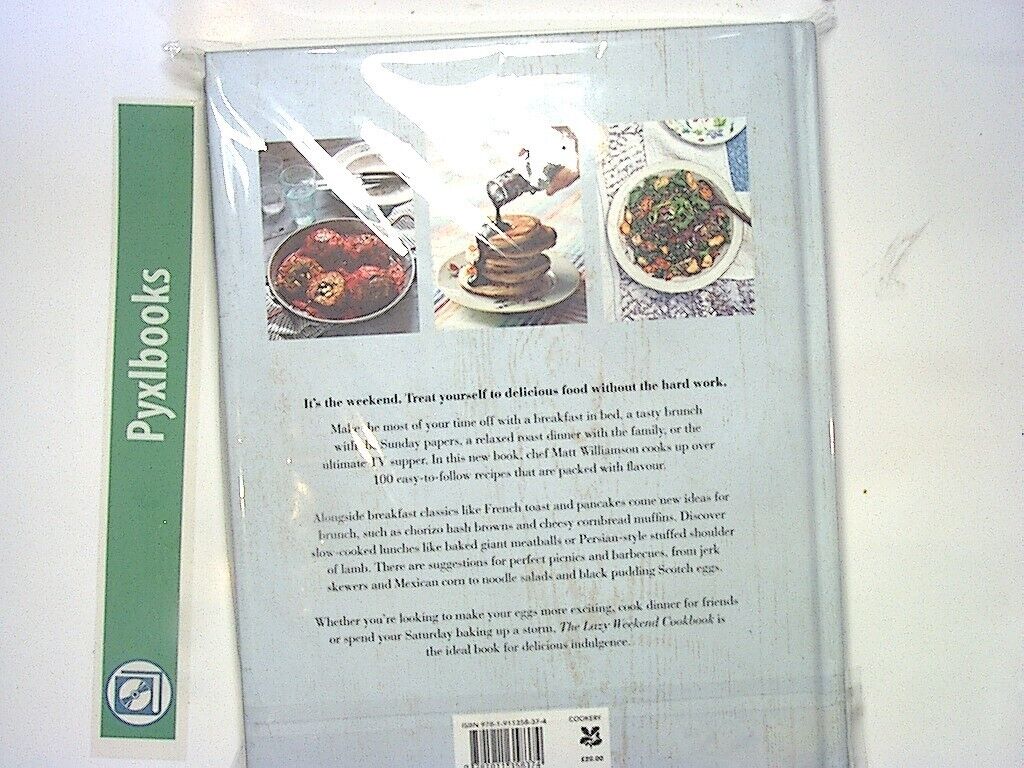 Pyxlbooks
It's the weekend. Treat yourself to delicious food without the hard work.
Make the most of your time off with a breakfast in bed, a tasty brunch
with the Sunday papers, a relaxed roast dinner with the family, or the
ultimate TV supper. In this new book, chef Matt Williamson cooks up over
100 easy-to-follow recipes that are packed with flavour.
Alongside breakfast classics like French toast and pancakes come new ideas for
brunch, such as chorizo hash browns and cheesy cornbread muffins. Discover
slow-cooked lunches like baked giant meatballs or Persian-style stuffed shoulder
of lamb. There are suggestions for perfect picnics and barbecues, from jerk
skewers and Mexican corn to noodle salads and black pudding Scotch eggs.
Whether you're looking to make your eggs more exciting, cook dinner for friends
or spend your Saturday baking up a storm, The Lazy Weekend Cookbook is
the ideal book for delicious indulgence.
ISBN 978-1-911358-37-4
COOKERY
£20.00